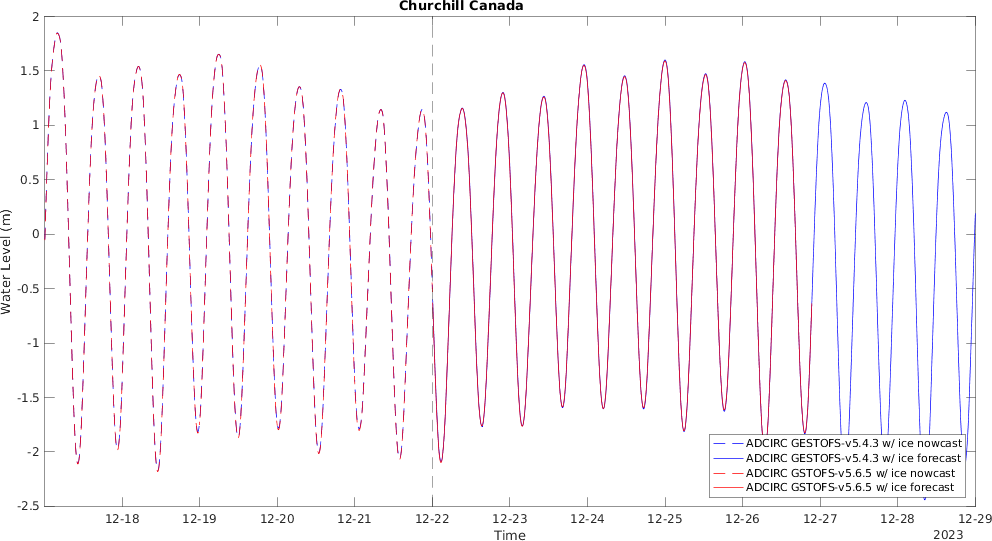 Churchill Canada
Water Level (m)
2
1.5
1
0.5
0
-0.5
-1
-1.5
-2
-2.5
ADCIRC GESTOFS-v5.4.3 w/ ice nowcast
ADCIRC GESTOFS-v5.4.3 w/ ice forecast
ADCIRC GSTOFS-v5.6.5 w/ ice nowcast
ADCIRC GSTOFS-v5.6.5 w/ ice forecast
12-18 12-19 12-20 12-21 12-22 12-23 12-24 12-25 12-26 12-27 12-28 12-29
Time
2023